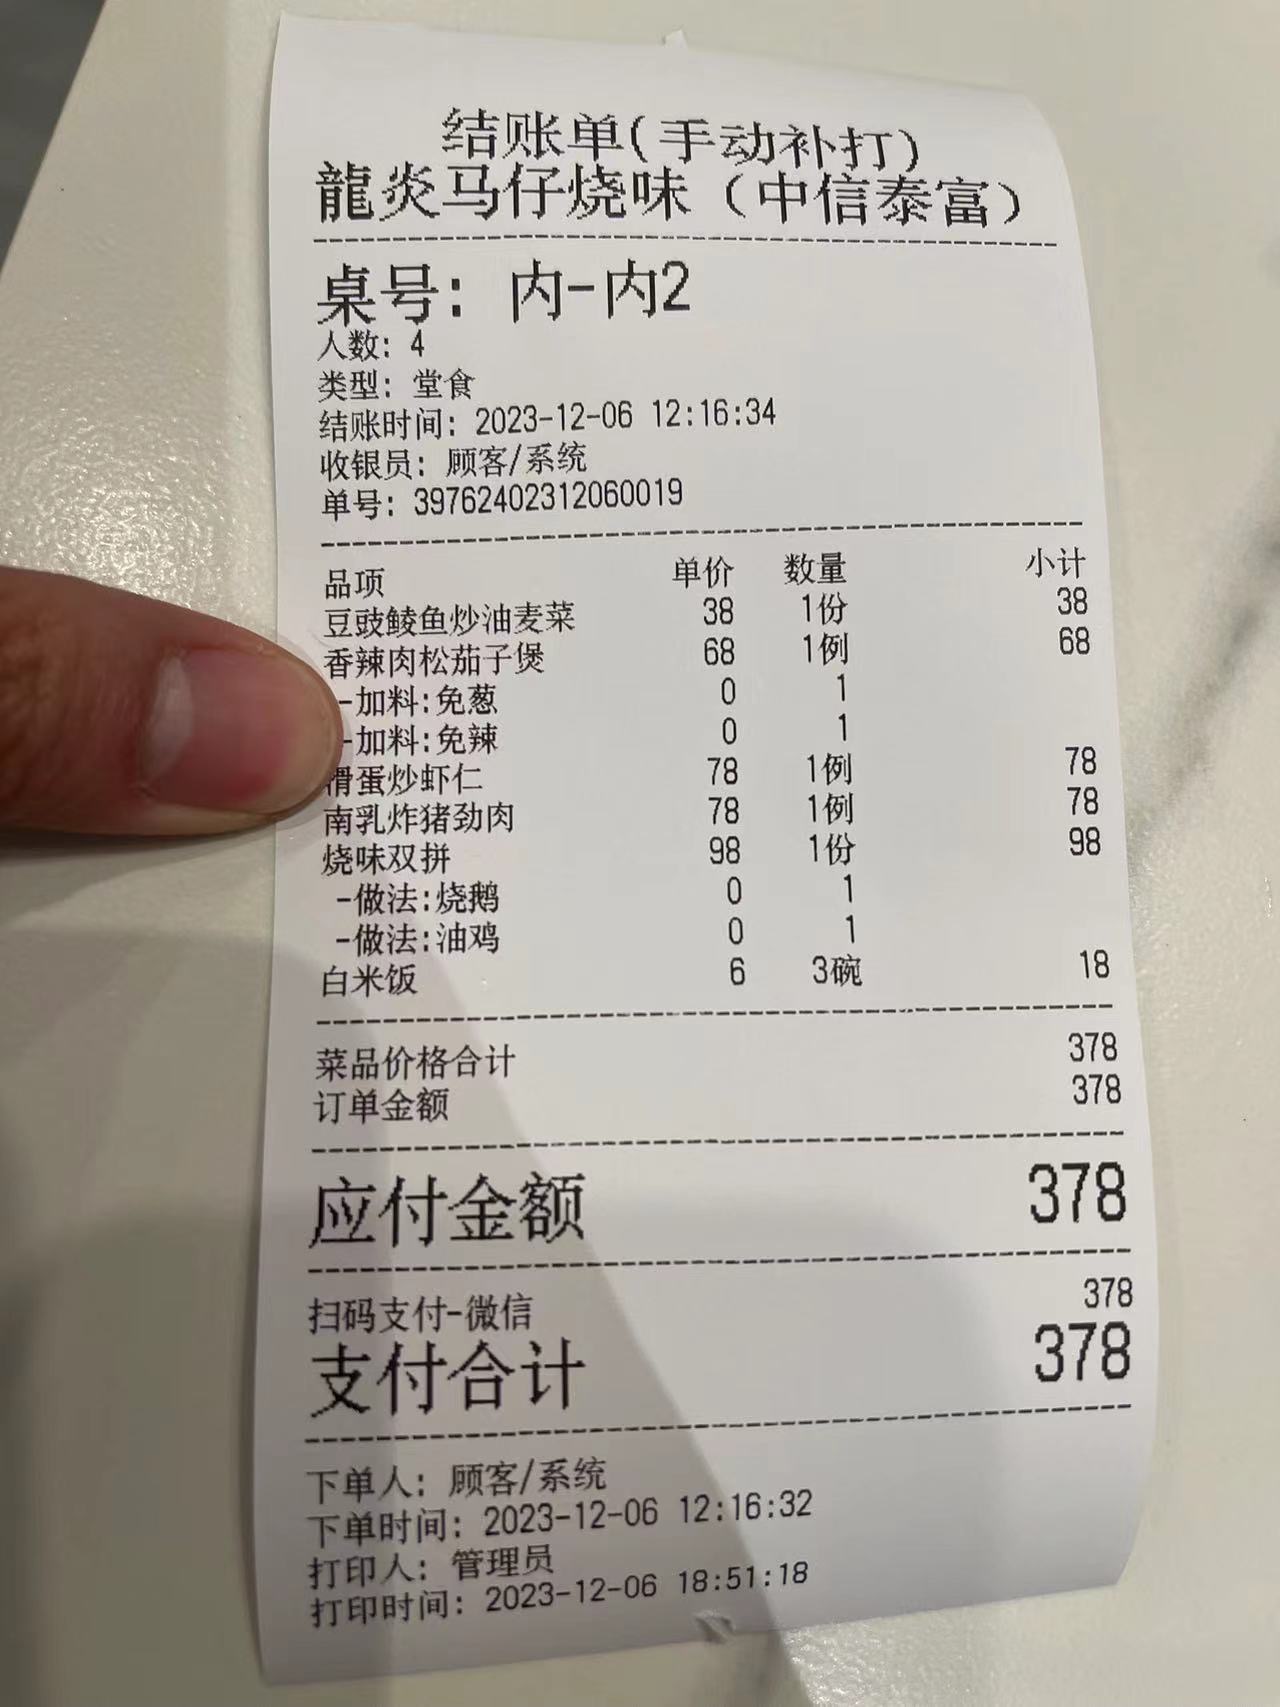 结账单(手动补打)
龍炎马仔烧味（中信泰富）
桌号: 内-内2
人数: 4
类型: 堂食
结账时间: 2023-12-06 12:16:34
收银员: 顾客/系统
单号: 39762402312060019
品项 单价 数量 小计
豆豉鲮鱼炒油麦菜 38 1份 38
香辣肉松茄子煲 68 1例 68
-加料:免葱 0 1
-加料:免辣 0 1
滑蛋炒虾仁 78 1例 78
南乳炸猪劲肉 78 1例 78
烧味双拼 98 1份 98
-做法:烧鹅 0 1
-做法:油鸡 0 1
白米饭 6 3碗 18
菜品价格合计 378
订单金额 378
应付金额 378
扫码支付-微信 378
支付合计 378
下单人: 顾客/系统
下单时间: 2023-12-06 12:16:32
打印人: 管理员
打印时间: 2023-12-06 18:51:18